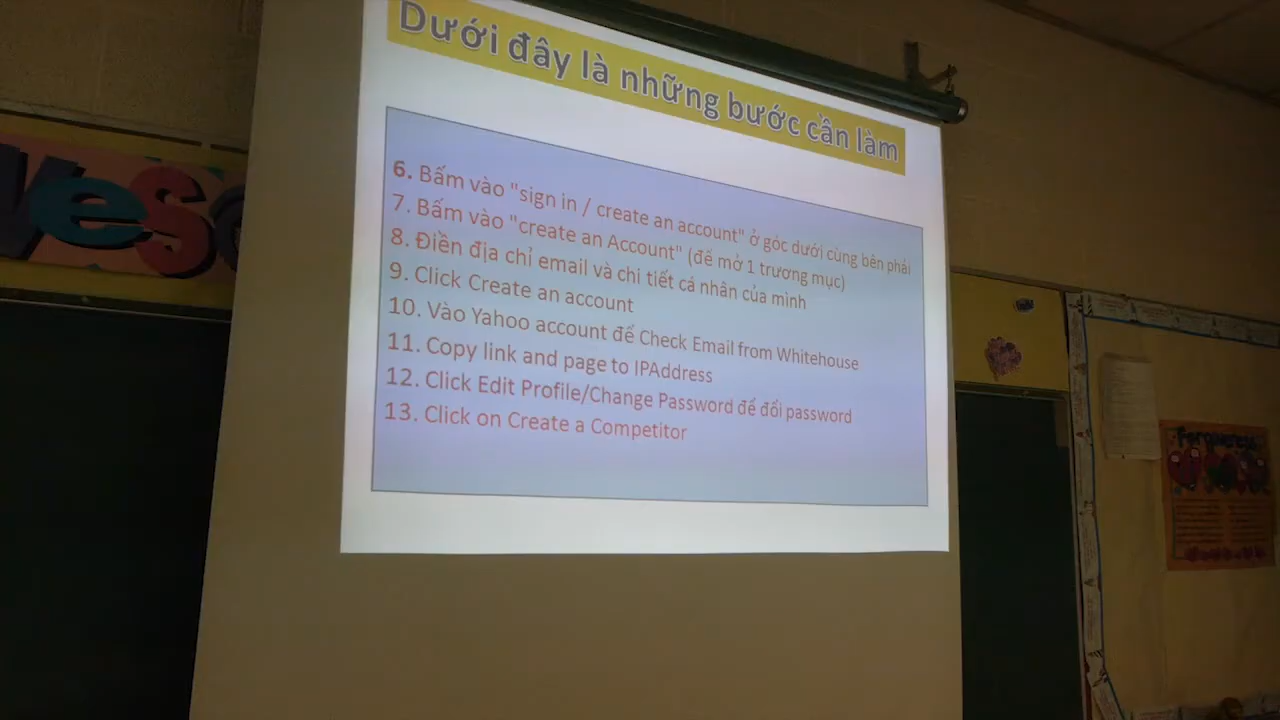 Dưới đây là những bước cần làm
6. Bấm vào "sign in / create an account" ở góc dưới cùng bên phải
7. Bấm vào "create an Account" (để mở 1 trương mục)
8. Điền địa chỉ email và chi tiết cá nhân của mình
9. Click Create an account
10. Vào Yahoo account để Check Email from Whitehouse
11. Copy link and page to IPAddress
12. Click Edit Profile/Change Password để đổi password
13. Click on Create a Competitor
Forgiveness